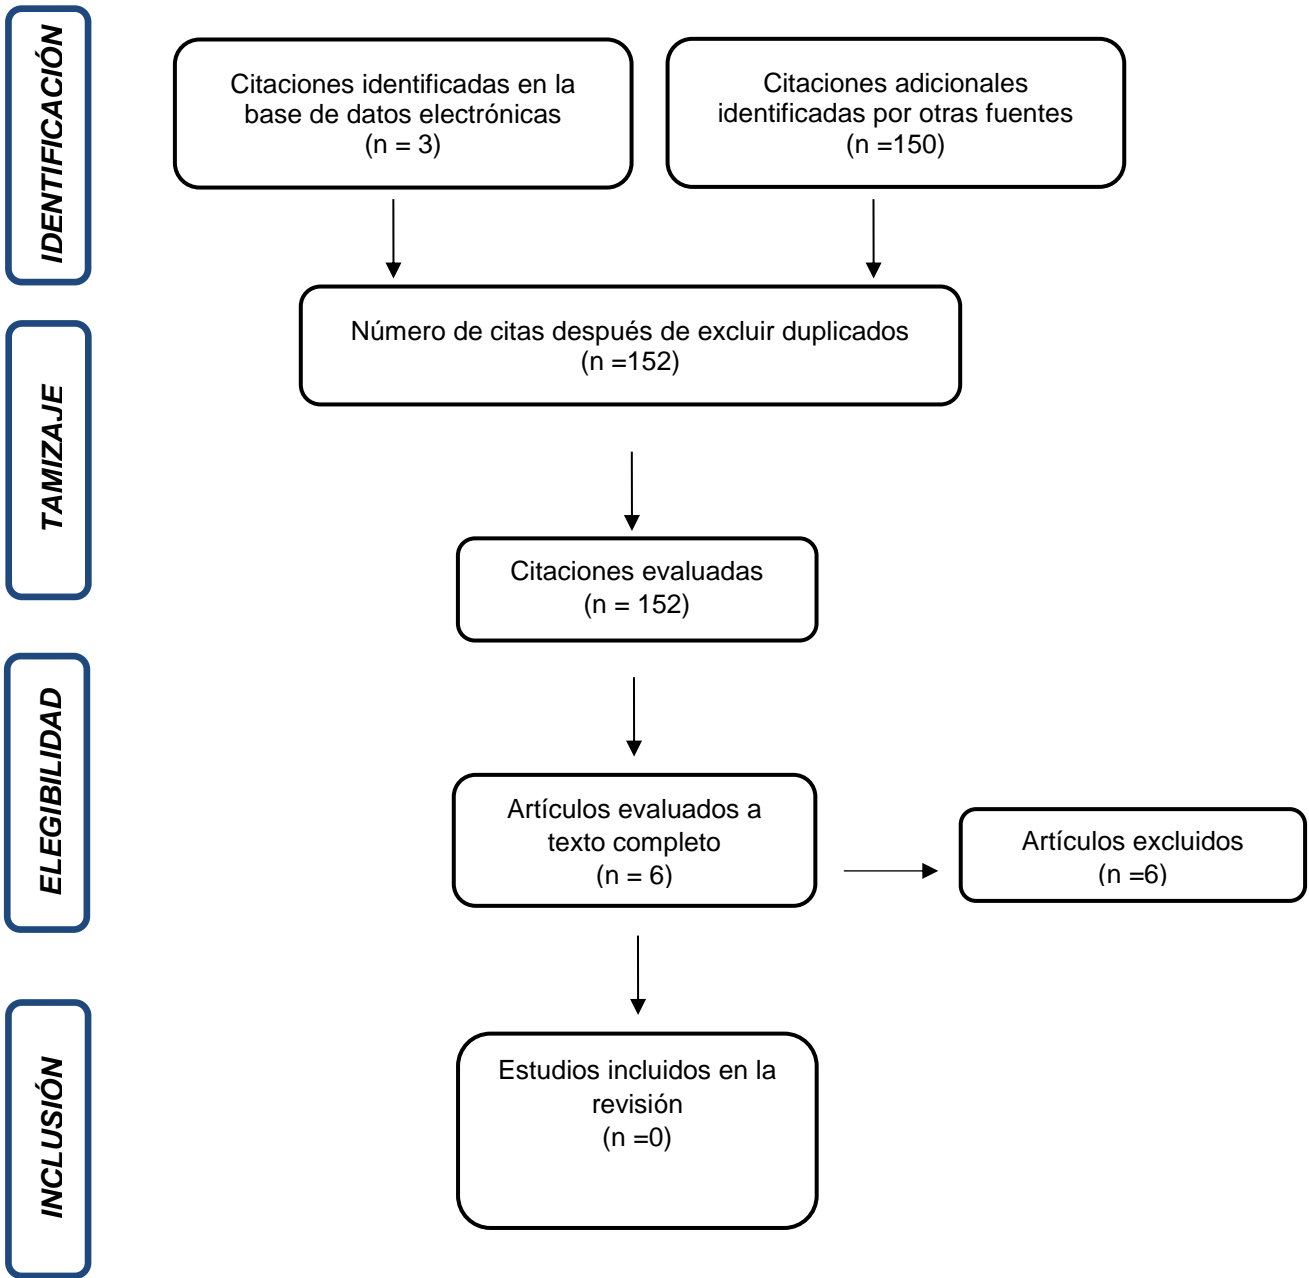 IDENTIFICACIÓN
Citaciones identificadas en la
base de datos electrónicas
(n = 3)
Citaciones adicionales
identificadas por otras fuentes
(n =150)
TAMIZAJE
Número de citas después de excluir duplicados
(n =152)
Citaciones evaluadas
(n = 152)
ELEGIBILIDAD
Artículos evaluados a
texto completo
(n = 6)
Artículos excluidos
(n =6)
INCLUSIÓN
Estudios incluidos en la
revisión
(n =0)